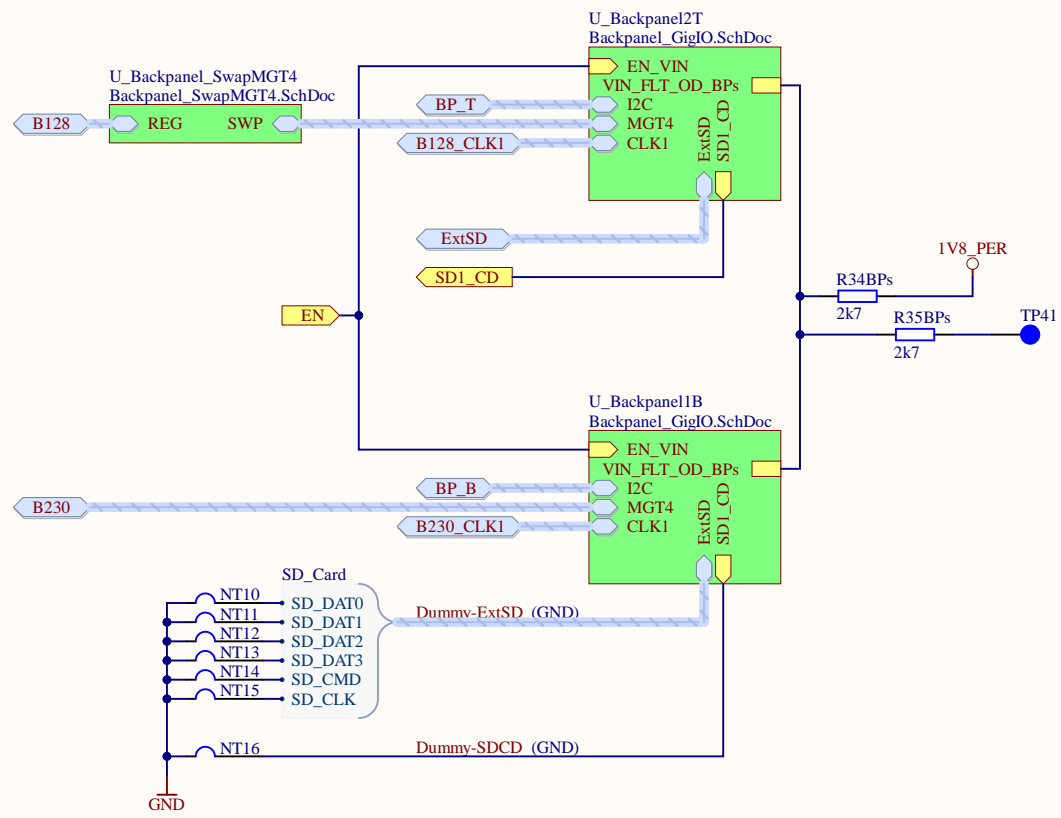 U_Backpanel2T
Backpanel_GigIO.SchDoc
EN_VIN
VIN_FLT_OD_BPs
I2C
MGT4
CLK1
ExtSD
SD1_CD
U_Backpanel_SwapMGT4
Backpanel_SwapMGT4.SchDoc
B128
REG
SWP
BP_T
B128_CLK1
ExtSD
SD1_CD
EN
1V8_PER
R34BPs
2k7
R35BPs
2k7
TP41
U_Backpanel1B
Backpanel_GigIO.SchDoc
EN_VIN
VIN_FLT_OD_BPs
I2C
MGT4
CLK1
ExtSD
SD1_CD
BP_B
B230
B230_CLK1
SD_Card
NT10
SD_DAT0
NT11
SD_DAT1
NT12
SD_DAT2
NT13
SD_DAT3
NT14
SD_CMD
NT15
SD_CLK
Dummy-ExtSD (GND)
NT16
Dummy-SDCD (GND)
GND